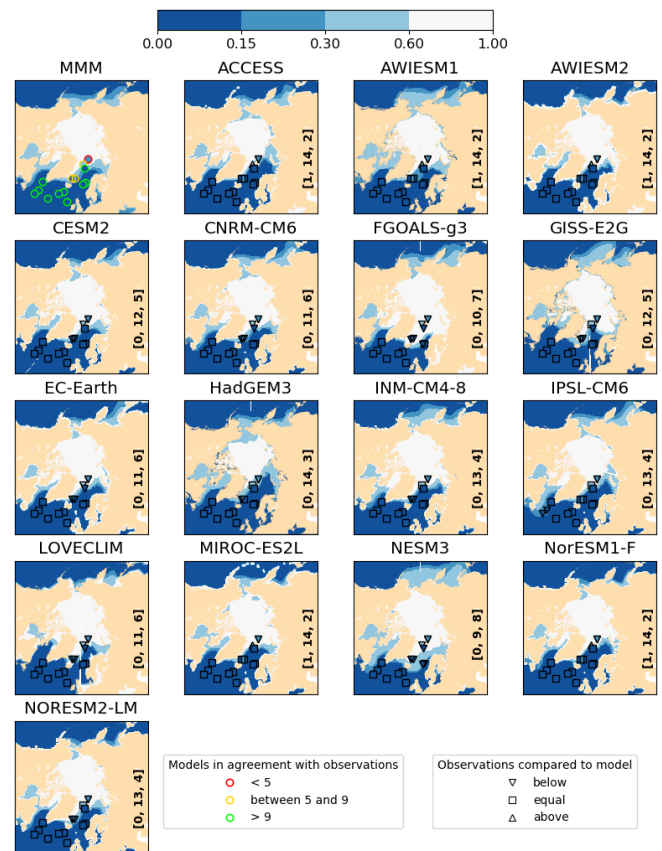 0.00 0.15 0.30 0.60 1.00
MMM ACCESS AWIESM1 AWIESM2
[1, 14, 2] [1, 14, 2] [1, 14, 2]
CESM2 CNRM-CM6 FGOALS-g3 GISS-E2G
[0, 12, 5] [0, 11, 6] [0, 10, 7] [0, 12, 5]
EC-Earth HadGEM3 INM-CM4-8 IPSL-CM6
[0, 11, 6] [0, 14, 3] [0, 13, 4] [0, 13, 4]
LOVECLIM MIROC-ES2L NESM3 NorESM1-F
[0, 11, 6] [1, 14, 2] [0, 9, 8] [1, 14, 2]
NORESM2-LM
[0, 13, 4]
Models in agreement with observations
< 5
between 5 and 9
> 9
Observations compared to model
below
equal
above